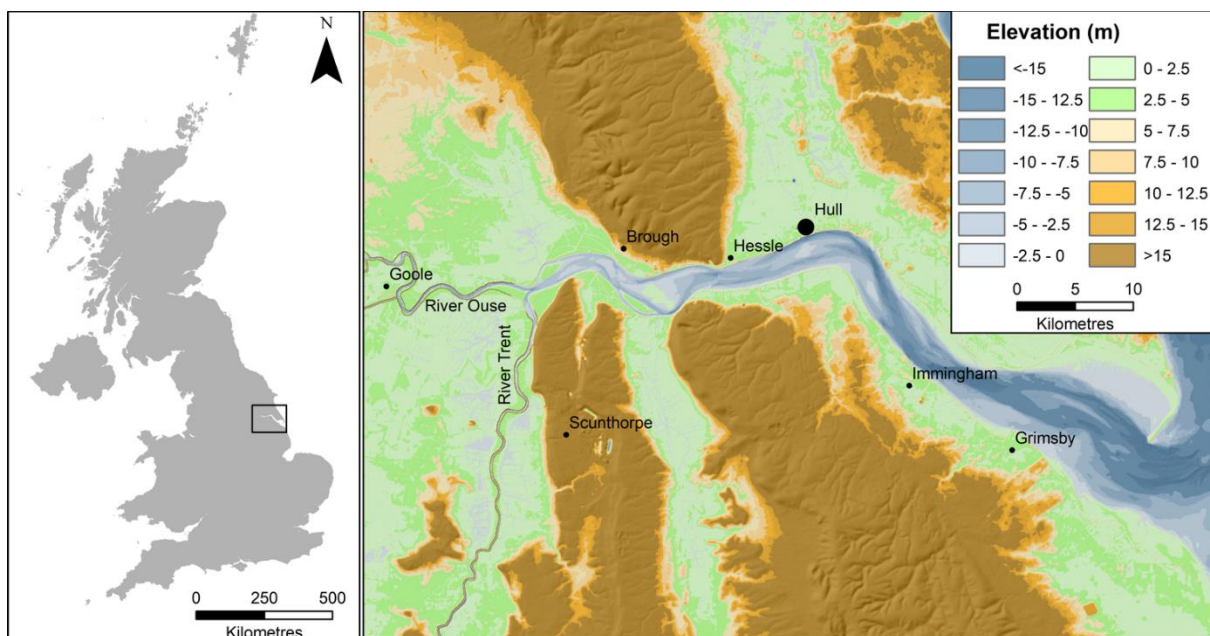 N
0 250 500
Kilometres
Elevation (m)
<-15 0 - 2.5
-15 - 12.5 2.5 - 5
-12.5 - -10 5 - 7.5
-10 - -7.5 7.5 - 10
-7.5 - -5 10 - 12.5
-5 - -2.5 12.5 - 15
-2.5 - 0 >15
0 5 10
Kilometres
Hull
Brough
Hessle
Goole
River Ouse
River Trent
Immingham
Scunthorpe
Grimsby